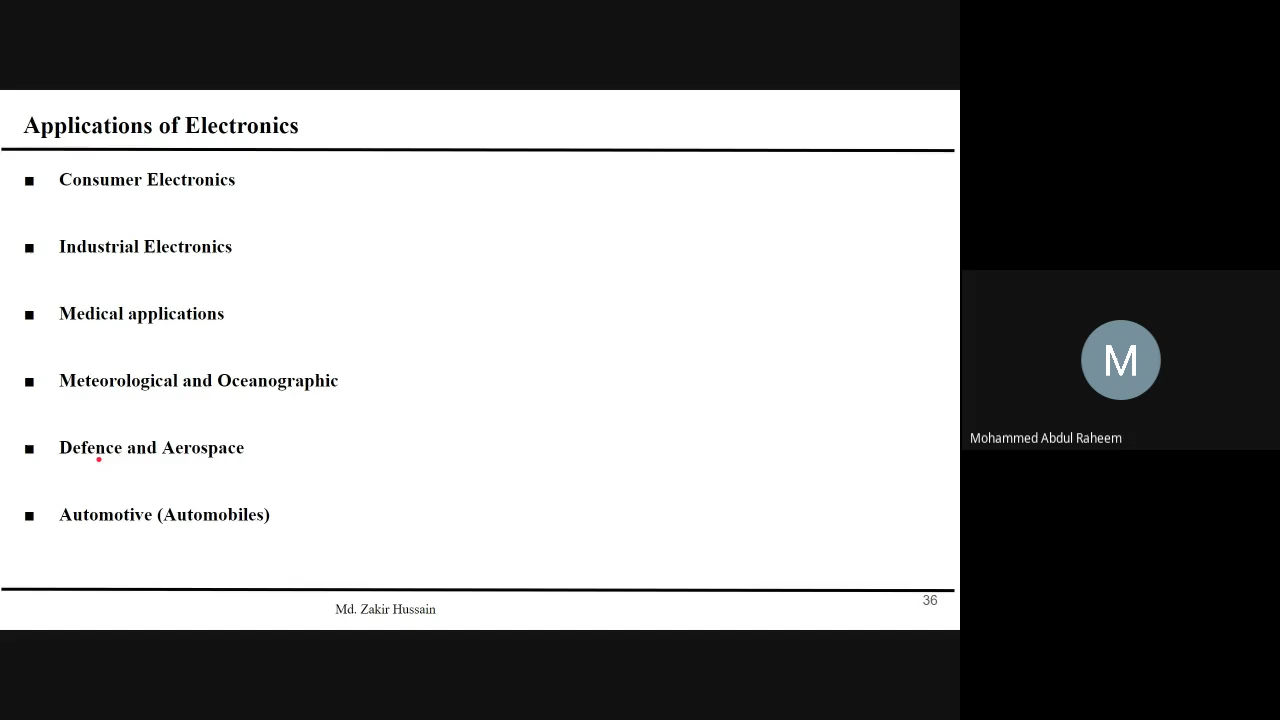 Applications of Electronics
■ Consumer Electronics
■ Industrial Electronics
■ Medical applications
■ Meteorological and Oceanographic
■ Defence and Aerospace
■ Automotive (Automobiles)
Md. Zakir Hussain
36
M
Mohammed Abdul Raheem